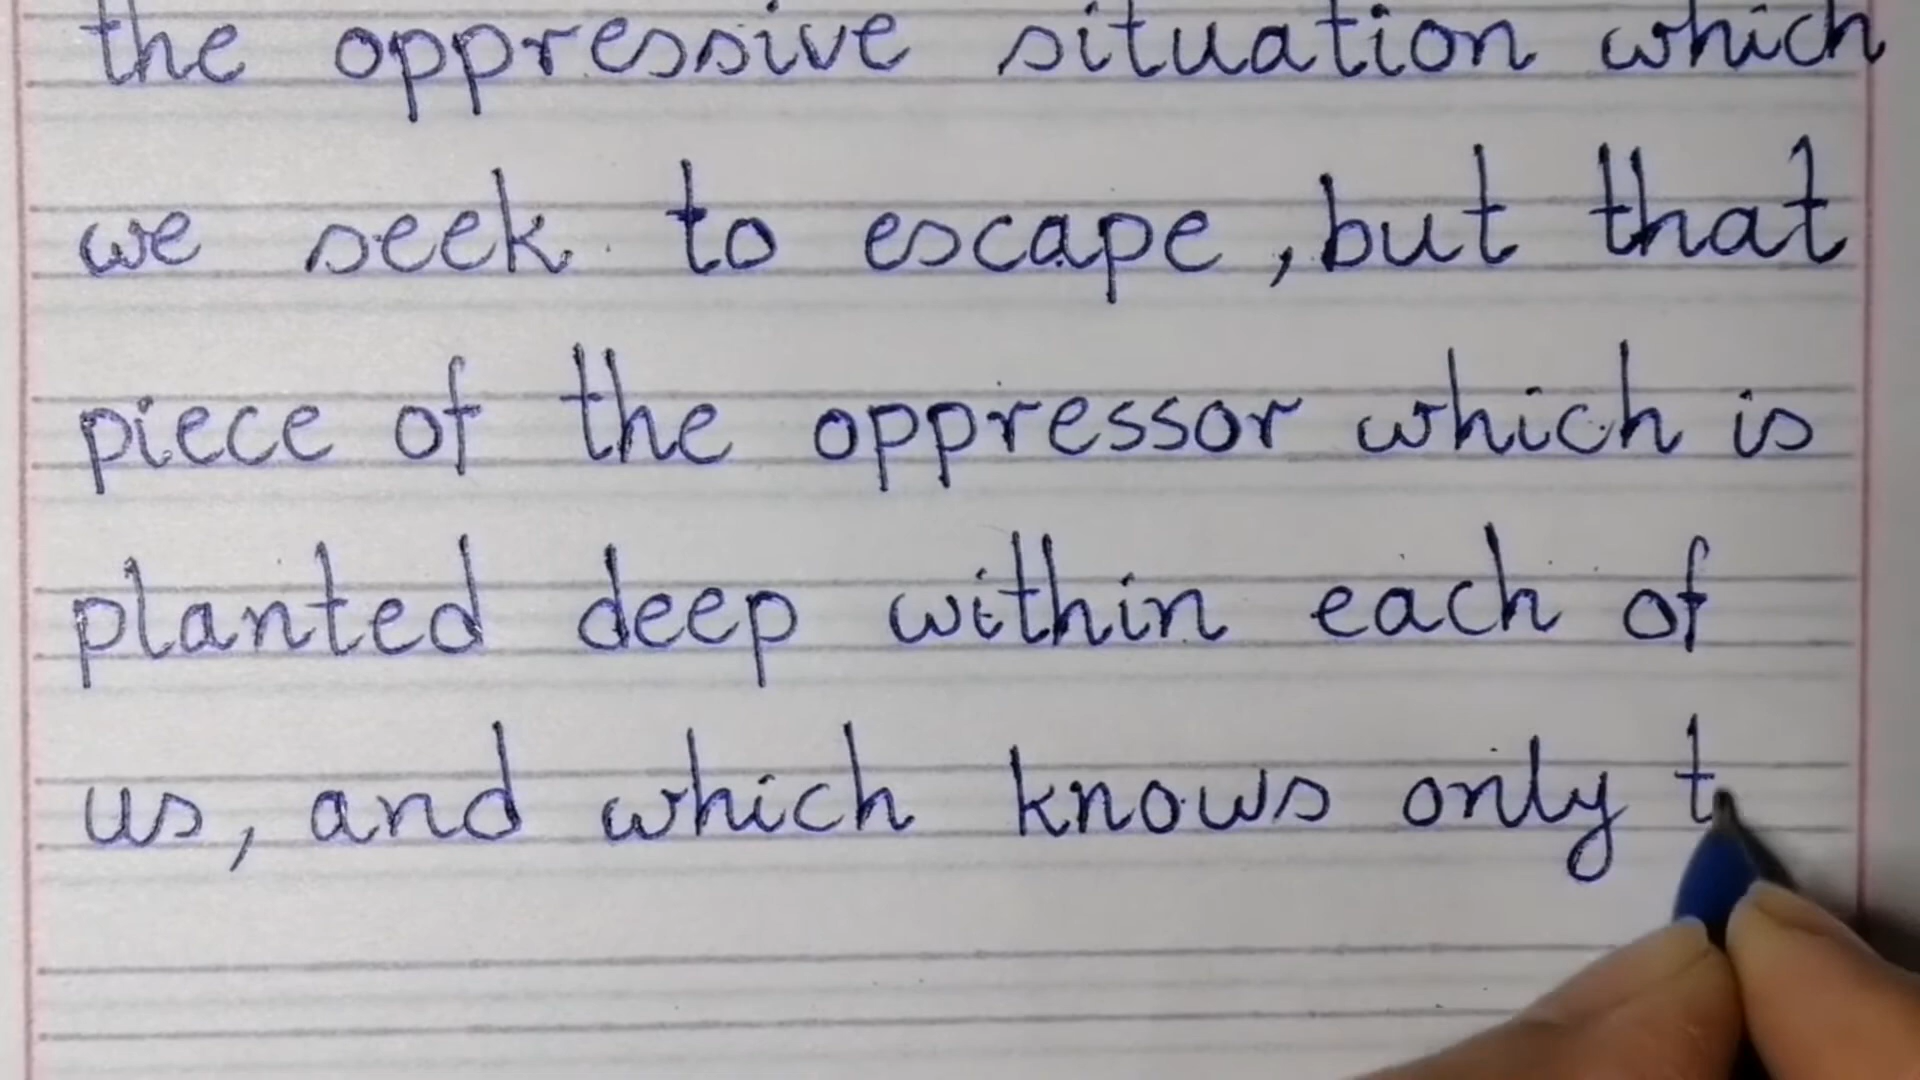 the oppressive situation which
we seek to escape, but that
piece of the oppressor which is
planted deep within each of
us, and which knows only t